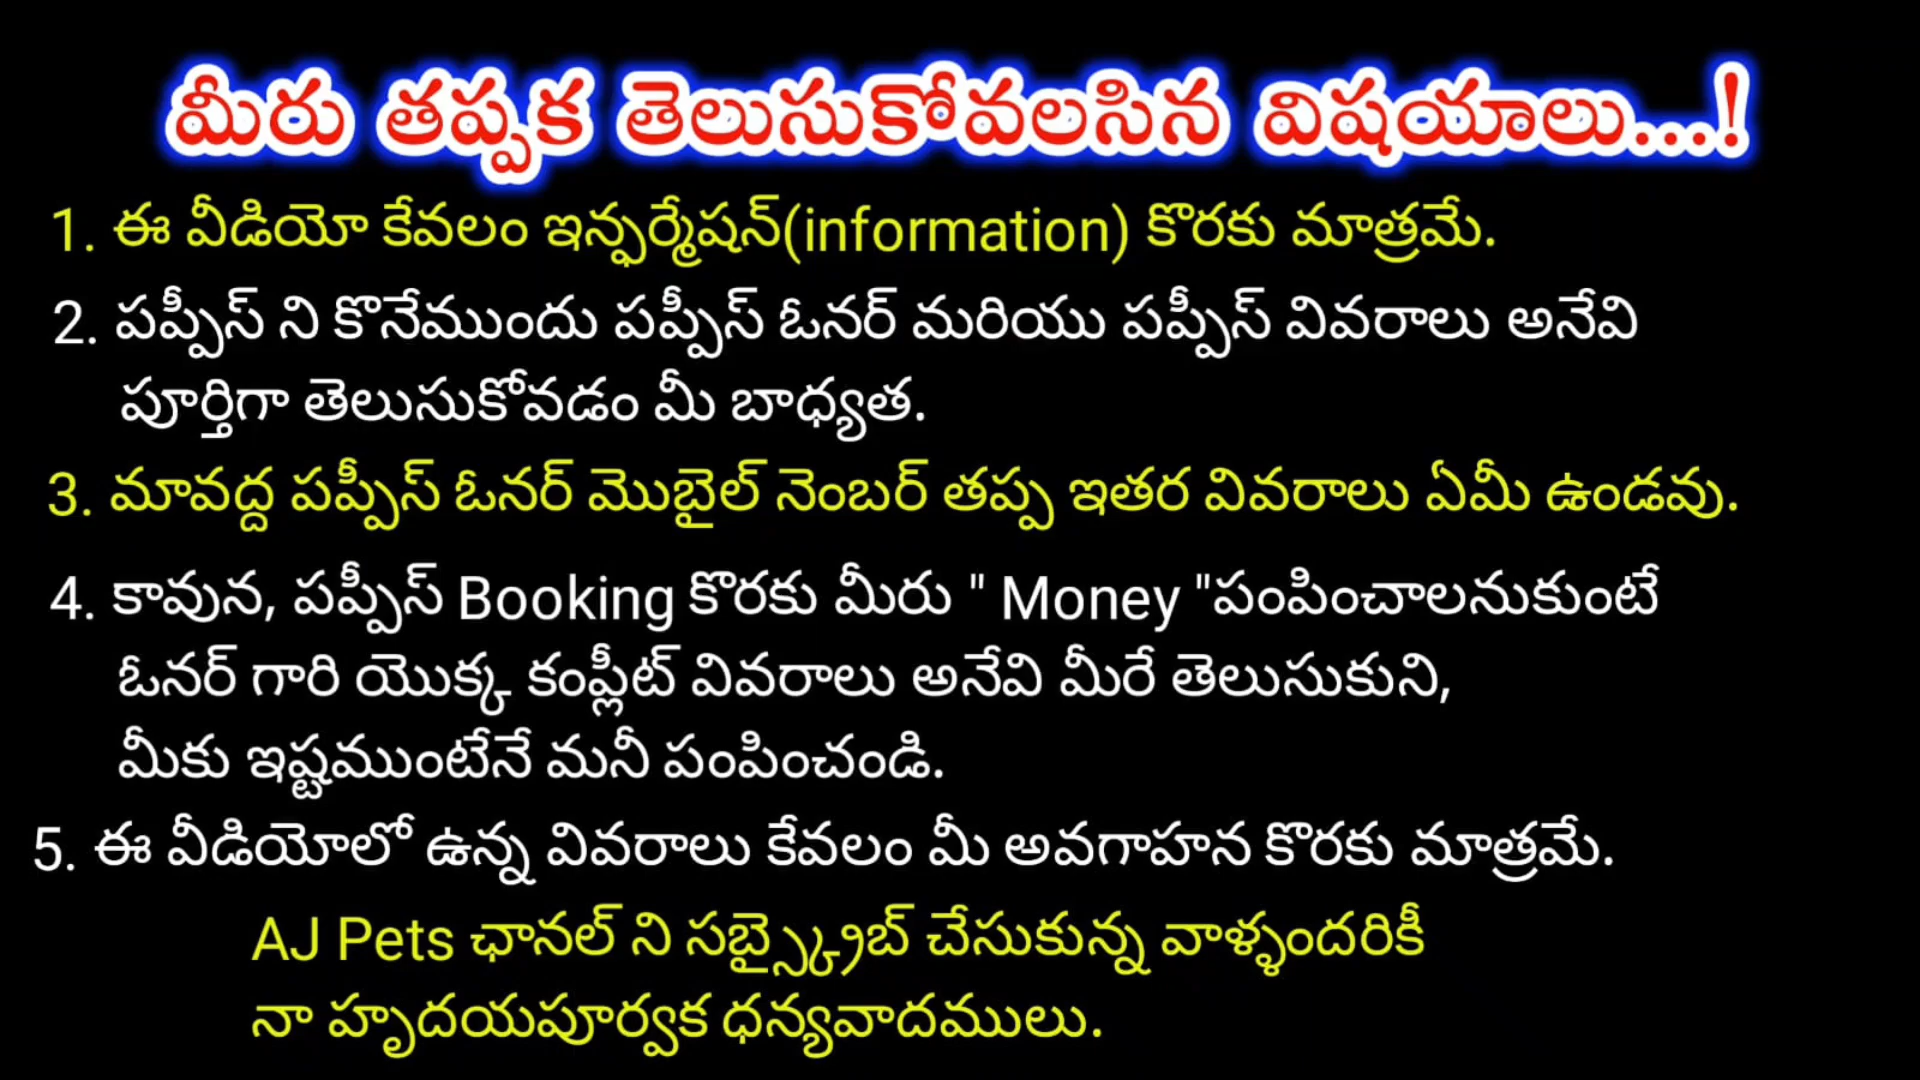 మీరు తప్పక తెలుసుకోవలసిన విషయాలు...!
1. ఈ వీడియో కేవలం ఇన్ఫర్మేషన్(information) కొరకు మాత్రమే.
2. పప్పీస్ ని కొనేముందు పప్పీస్ ఓనర్ మరియు పప్పీస్ వివరాలు అనేవి
పూర్తిగా తెలుసుకోవడం మీ బాధ్యత.
3. మావద్ద పప్పీస్ ఓనర్ మొబైల్ నెంబర్ తప్ప ఇతర వివరాలు ఏమీ ఉండవు.
4. కావున, పప్పీస్ Booking కొరకు మీరు " Money "పంపించాలనుకుంటే
ఓనర్ గారి యొక్క కంప్లీట్ వివరాలు అనేవి మీరే తెలుసుకుని,
మీకు ఇష్టముంటేనే మనీ పంపించండి.
5. ఈ వీడియోలో ఉన్న వివరాలు కేవలం మీ అవగాహన కొరకు మాత్రమే.
AJ Pets ఛానల్ ని సబ్స్క్రైబ్ చేసుకున్న వాళ్ళందరికీ
నా హృదయపూర్వక ధన్యవాదములు.